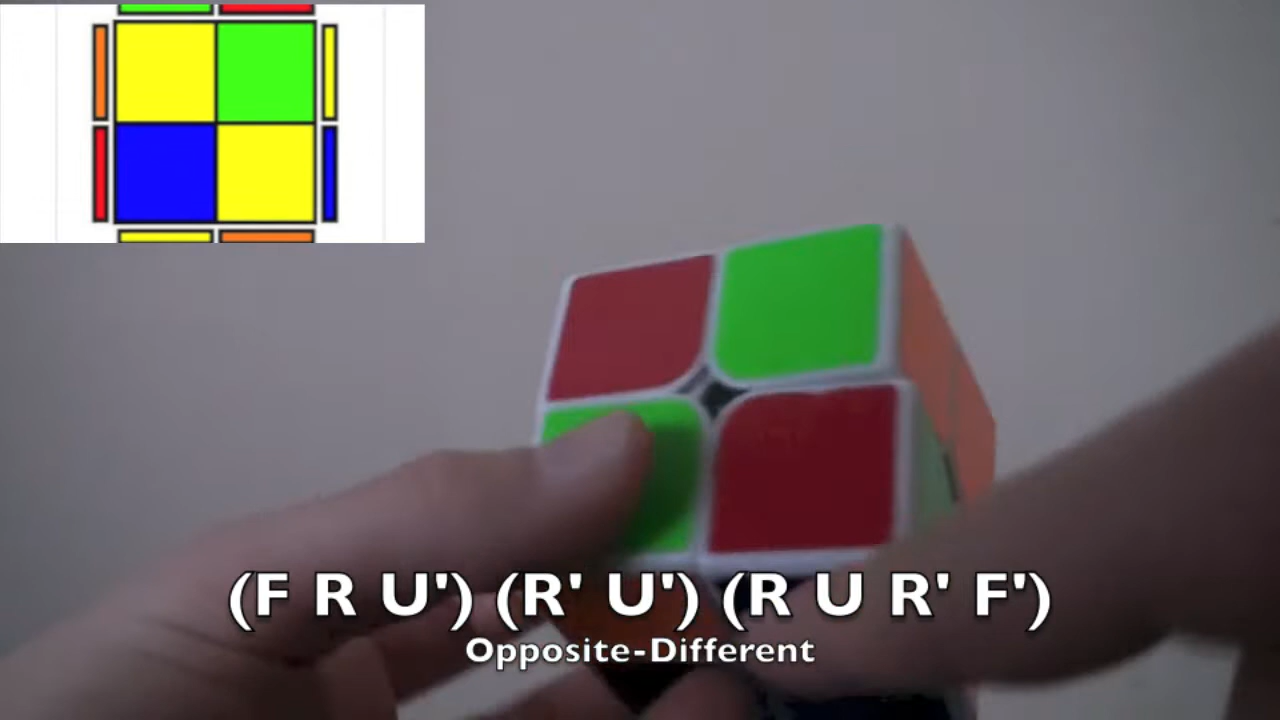 (F R U') (R' U') (R U R' F')
Opposite-Different